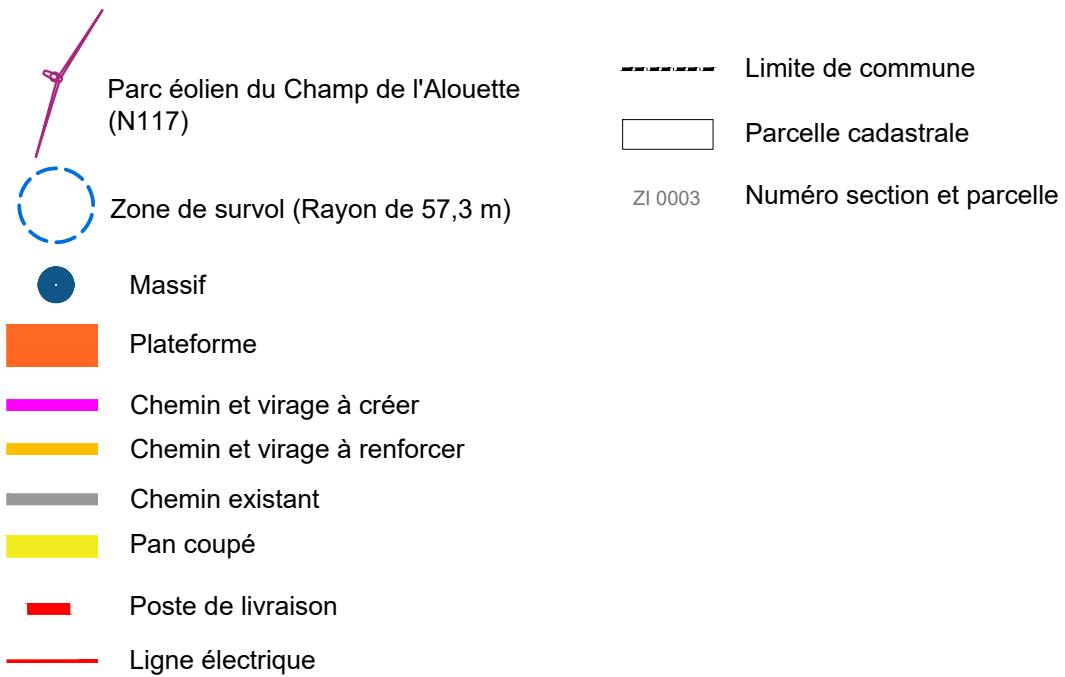 Parc éolien du Champ de l'Alouette
(N117)
Zone de survol (Rayon de 57,3 m)
Massif
Plateforme
Chemin et virage à créer
Chemin et virage à renforcer
Chemin existant
Pan coupé
Poste de livraison
Ligne électrique
Limite de commune
Parcelle cadastrale
ZI 0003 Numéro section et parcelle